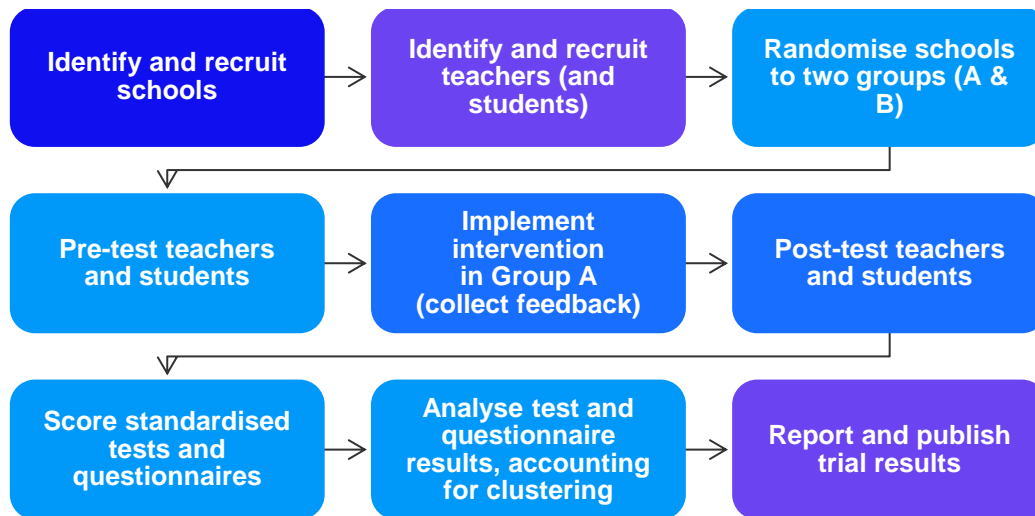 Identify and recruit
schools
Identify and recruit
teachers (and
students)
Randomise schools
to two groups (A &
B)
Pre-test teachers
and students
Implement
intervention
in Group A
(collect feedback)
Post-test teachers
and students
Score standardised
tests and
questionnaires
Analyse test and
questionnaire
results, accounting
for clustering
Report and publish
trial results